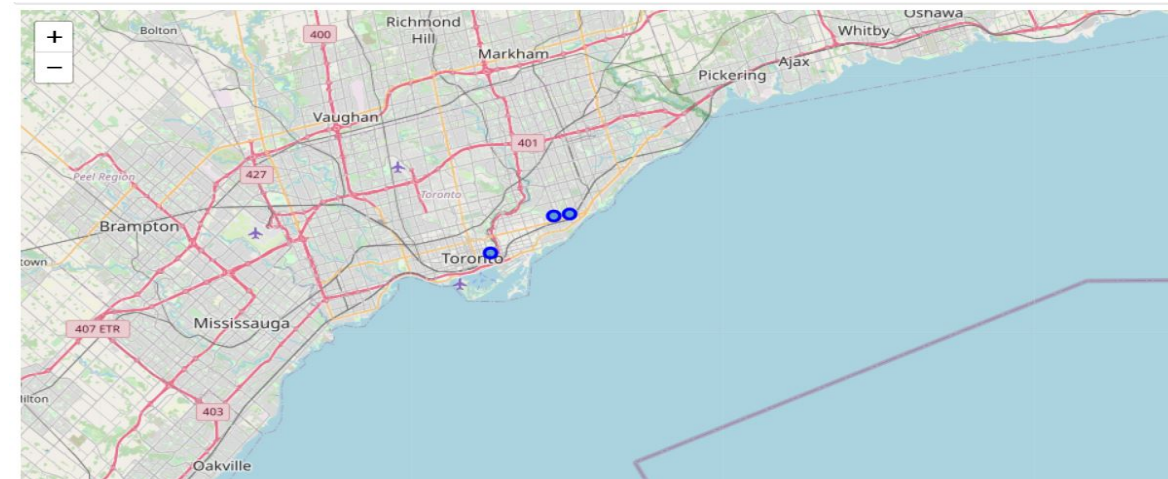 +
−
Bolton
400
Richmond
Hill
Markham
Oshawa
Whitby
Ajax
Pickering
Vaughan
401
427
Peel Region
Toronto
Brampton
town
Toronto
Mississauga
407 ETR
403
Oakville